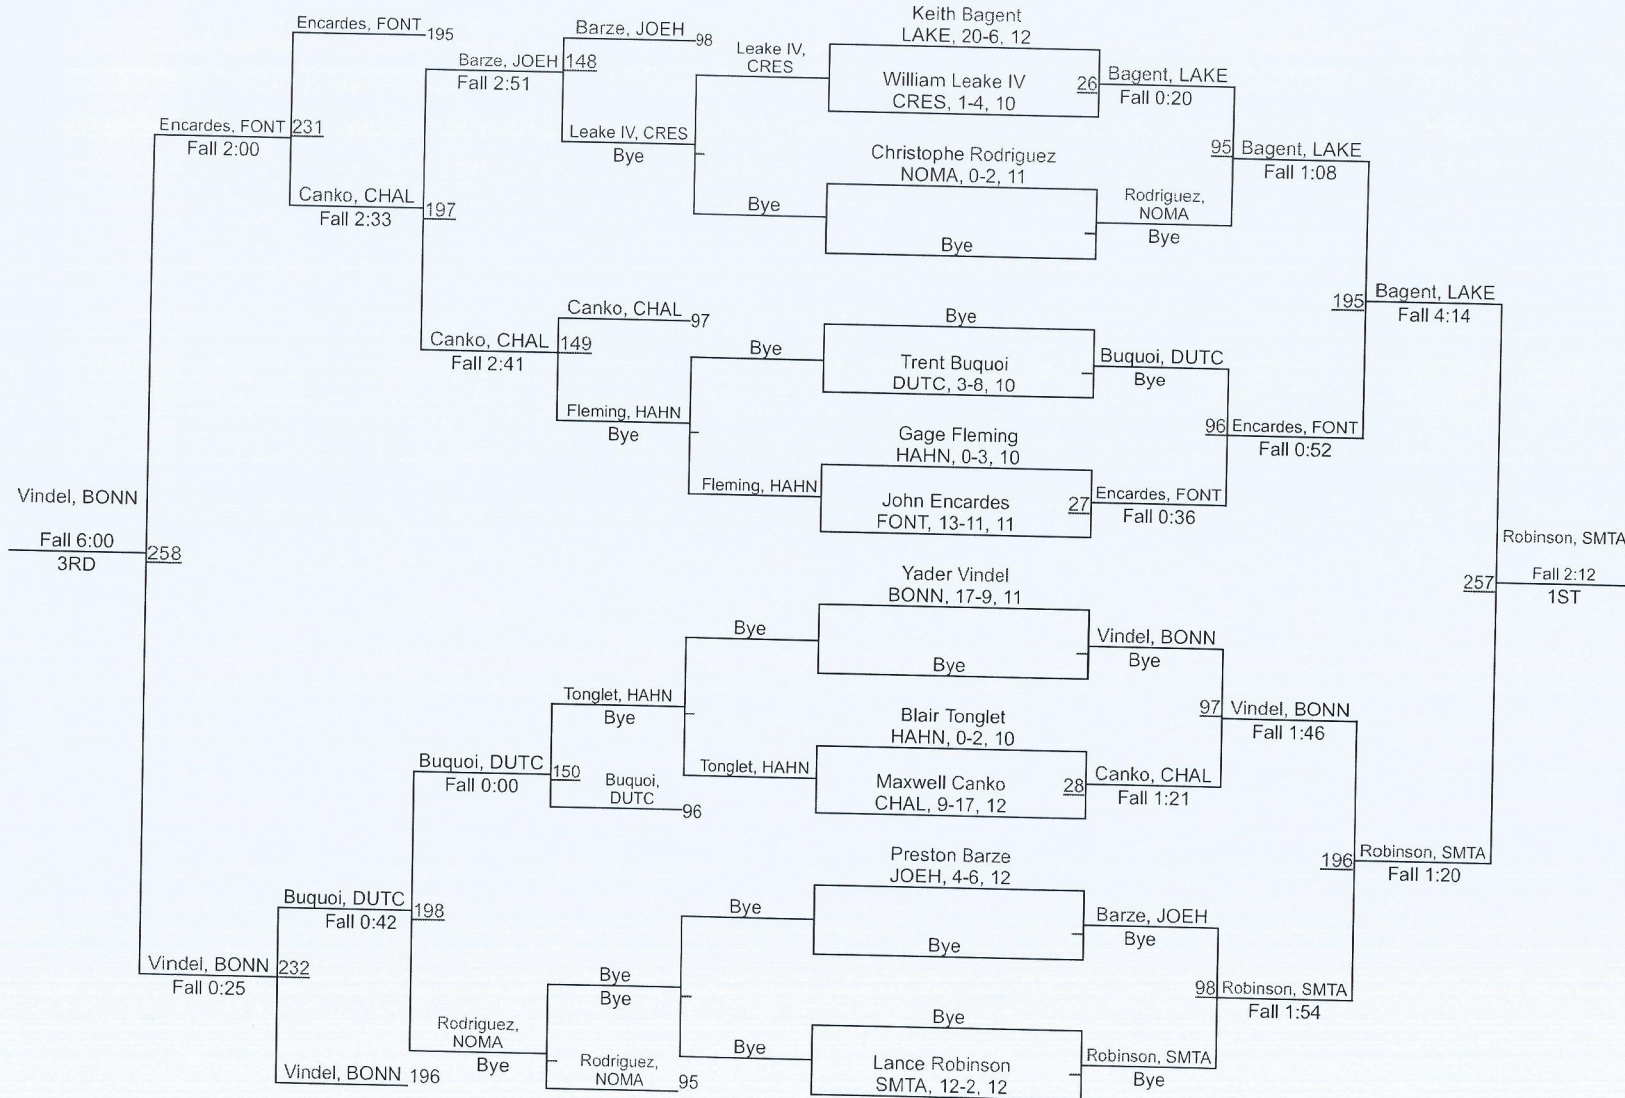 Keith Bagent
LAKE, 20-6, 12
William Leake IV
CRES, 1-4, 10
26
Bagent, LAKE
Fall 0:20
Christophe Rodriguez
NOMA, 0-2, 11
Bye
Rodriguez,
NOMA
Bye
95
Bagent, LAKE
Fall 1:08
Bye
Trent Buquoi
DUTC, 3-8, 10
Buquoi, DUTC
Bye
Gage Fleming
HAHN, 0-3, 10
John Encardes
FONT, 13-11, 11
27
Encardes, FONT
Fall 0:36
96
Encardes, FONT
Fall 0:52
195
Bagent, LAKE
Fall 4:14
Yader Vindel
BONN, 17-9, 11
Bye
Vindel, BONN
Bye
Blair Tonglet
HAHN, 0-2, 10
Maxwell Canko
CHAL, 9-17, 12
28
Canko, CHAL
Fall 1:21
97
Vindel, BONN
Fall 1:46
Preston Barze
JOEH, 4-6, 12
Bye
Barze, JOEH
Bye
Bye
Lance Robinson
SMTA, 12-2, 12
Robinson, SMTA
Bye
98
Robinson, SMTA
Fall 1:54
196
Robinson, SMTA
Fall 1:20
257
Robinson, SMTA
Fall 2:12
1ST
Leake IV,
CRES
Bye
Leake IV, CRES
Bye
Barze, JOEH
98
148
Barze, JOEH
Fall 2:51
Bye
Fleming, HAHN
Fleming, HAHN
Bye
Canko, CHAL
97
149
Canko, CHAL
Fall 2:41
197
Canko, CHAL
Fall 2:33
Encardes, FONT
195
231
Encardes, FONT
Fall 2:00
Bye
Tonglet, HAHN
Tonglet, HAHN
Bye
Buquoi,
DUTC
96
150
Buquoi, DUTC
Fall 0:00
Bye
Bye
Bye
Bye
Rodriguez,
NOMA
95
Rodriguez,
NOMA
Bye
198
Buquoi, DUTC
Fall 0:42
Vindel, BONN
196
232
Vindel, BONN
Fall 0:25
258
Vindel, BONN
Fall 6:00
3RD